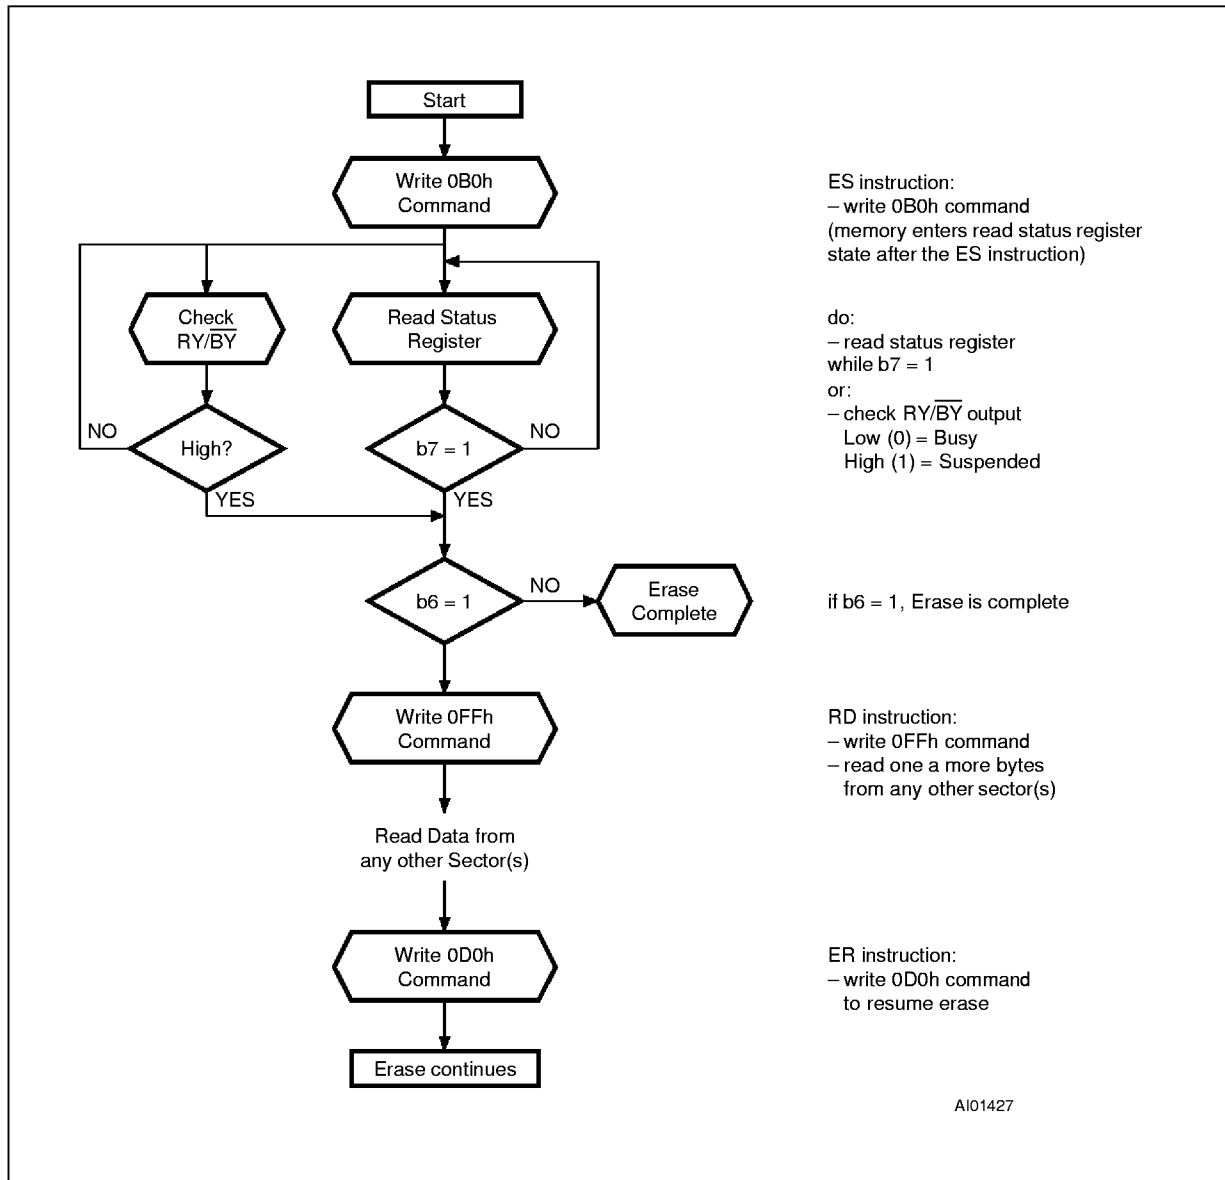 Start
Write 0B0h
Command
ES instruction:
– write 0B0h command
(memory enters read status register
state after the ES instruction)
Check
RY/B̅Y̅
Read Status
Register
do:
– read status register
while b7 = 1
or:
– check RY/B̅Y̅ output
Low (0) = Busy
High (1) = Suspended
NO
High?
YES
b7 = 1
NO
YES
b6 = 1
NO
Erase
Complete
if b6 = 1, Erase is complete
Write 0FFh
Command
RD instruction:
– write 0FFh command
– read one a more bytes
from any other sector(s)
Read Data from
any other Sector(s)
Write 0D0h
Command
ER instruction:
– write 0D0h command
to resume erase
Erase continues
AI01427